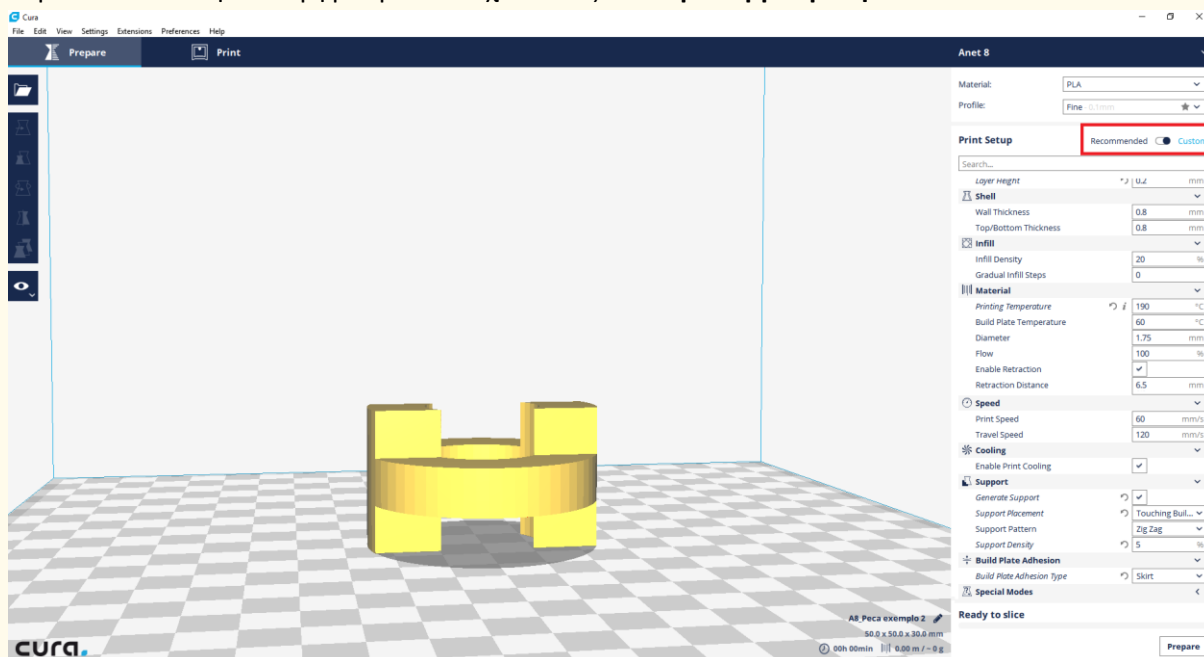 Cura
File Edit View Settings Extensions Preferences Help
Prepare Print Anet 8
Material: PLA
Profile: Fine 0.1mm
Print Setup Recommended Custom
Search...
Layer Height 0.2 mm
Shell
Wall Thickness 0.8 mm
Top/Bottom Thickness 0.8 mm
Infill
Infill Density 20 %
Gradual Infill Steps 0
Material
Printing Temperature i 190 °C
Build Plate Temperature 60 °C
Diameter 1.75 mm
Flow 100 %
Enable Retraction
Retraction Distance 6.5 mm
Speed
Print Speed 60 mm/s
Travel Speed 120 mm/s
Cooling
Enable Print Cooling
Support
Generate Support
Support Placement Touching Buil...
Support Pattern Zig Zag
Support Density 5 %
Build Plate Adhesion
Build Plate Adhesion Type Skirt
Special Modes
A8_Peca exemplo 2
50.0 x 50.0 x 30.0 mm
00h 00min 0.00 m / ~ 0 g
Ready to slice
Prepare
cura.